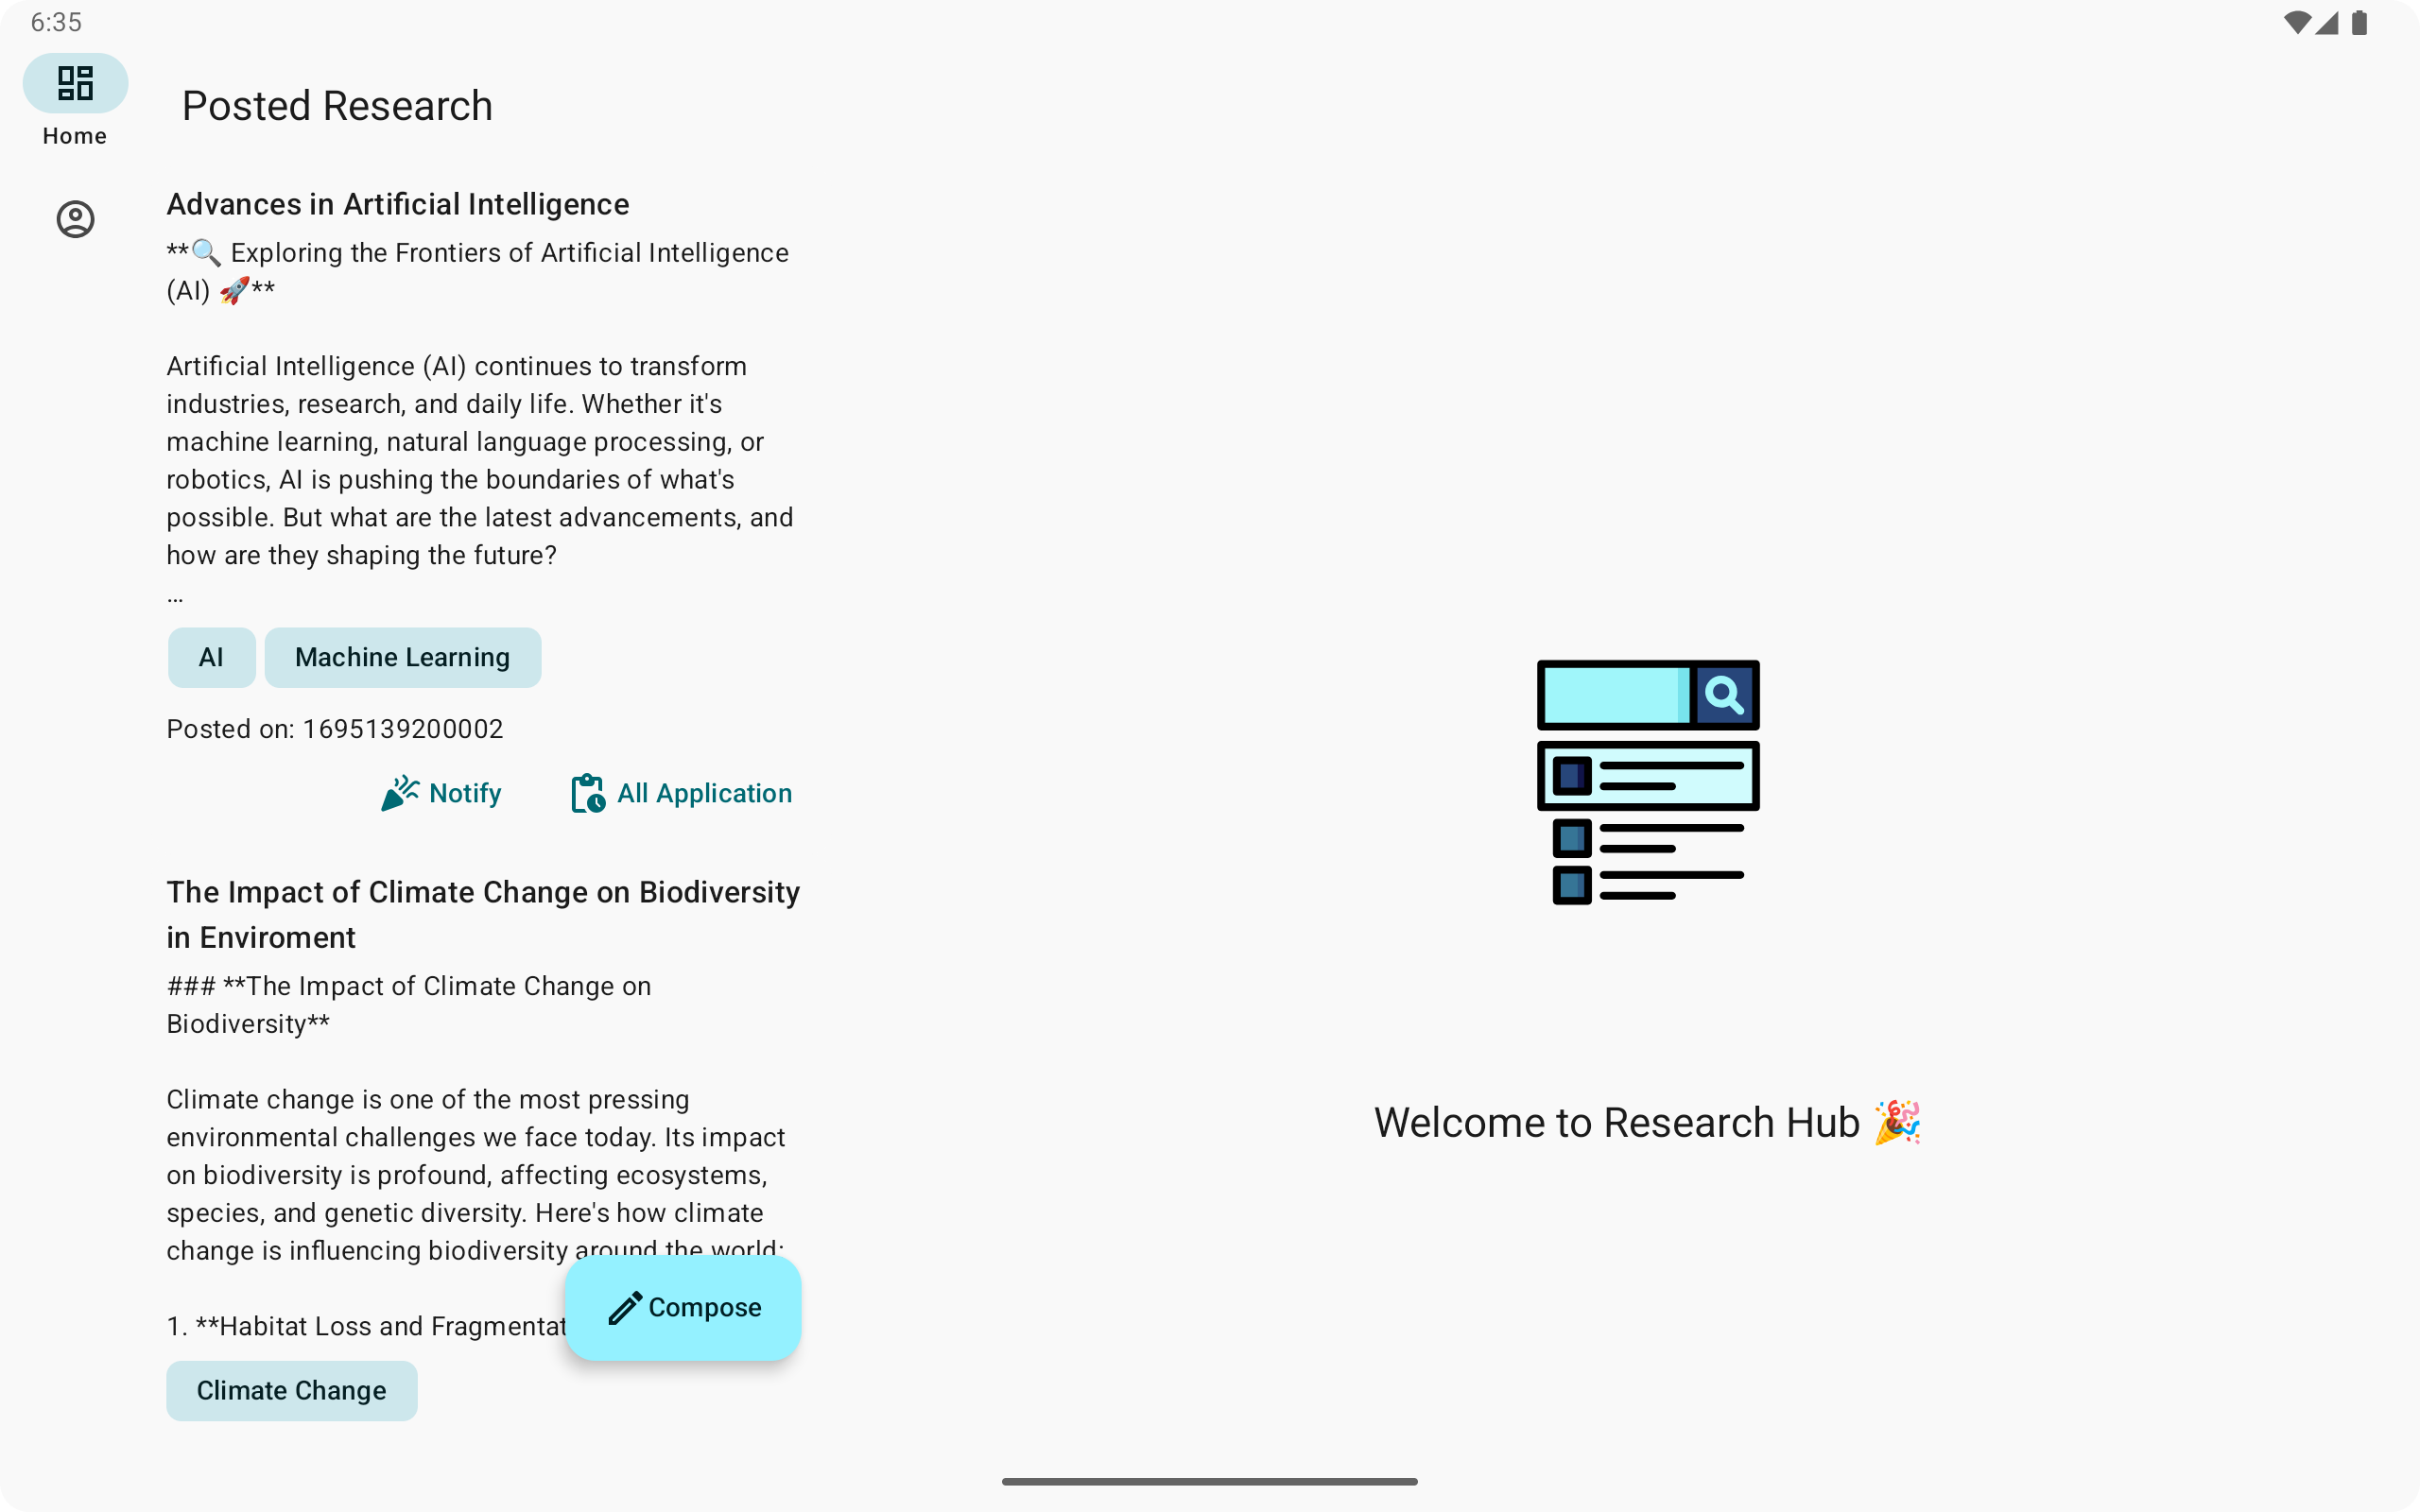 6:35
Home
Posted Research
Advances in Artificial Intelligence
**🔍 Exploring the Frontiers of Artificial Intelligence
(AI) 🚀**
Artificial Intelligence (AI) continues to transform
industries, research, and daily life. Whether it's
machine learning, natural language processing, or
robotics, AI is pushing the boundaries of what's
possible. But what are the latest advancements, and
how are they shaping the future?
…
AI
Machine Learning
Posted on: 1695139200002
Notify
All Application
The Impact of Climate Change on Biodiversity
in Enviroment
### **The Impact of Climate Change on
Biodiversity**
Climate change is one of the most pressing
environmental challenges we face today. Its impact
on biodiversity is profound, affecting ecosystems,
species, and genetic diversity. Here's how climate
change is influencing biodiversity around the world:
1. **Habitat Loss and Fragmentat
Compose
Climate Change
Welcome to Research Hub 🎉